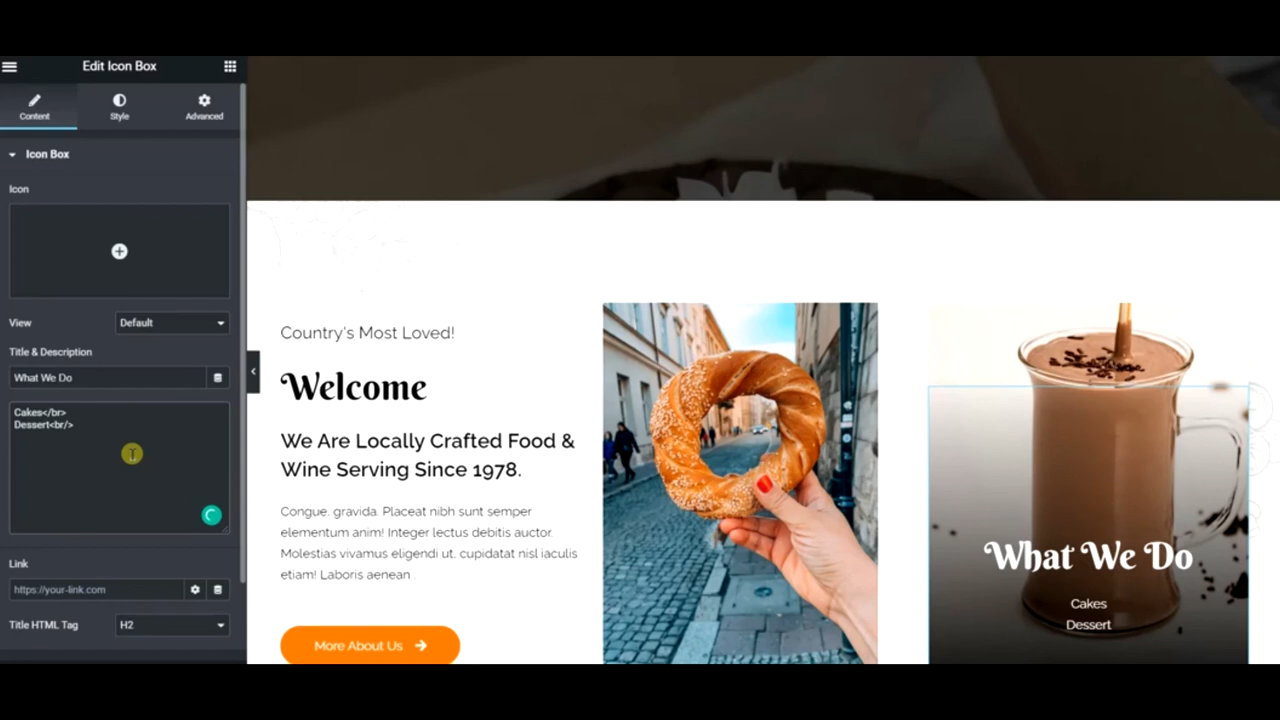 Edit Icon Box
Content
Style
Advanced
Icon Box
Icon
View
Default
Title & Description
What We Do
Cakes</br>
Dessert<br/>
Link
https://your-link.com
Title HTML Tag
H2
Country's Most Loved!
Welcome
We Are Locally Crafted Food &
Wine Serving Since 1978.
Congue, gravida. Placeat nibh sunt semper
elementum anim! Integer lectus debitis auctor.
Molestias vivamus eligendi ut, cupidatat nisl iaculis
etiam! Laboris aenean .
More About Us
What We Do
Cakes
Dessert